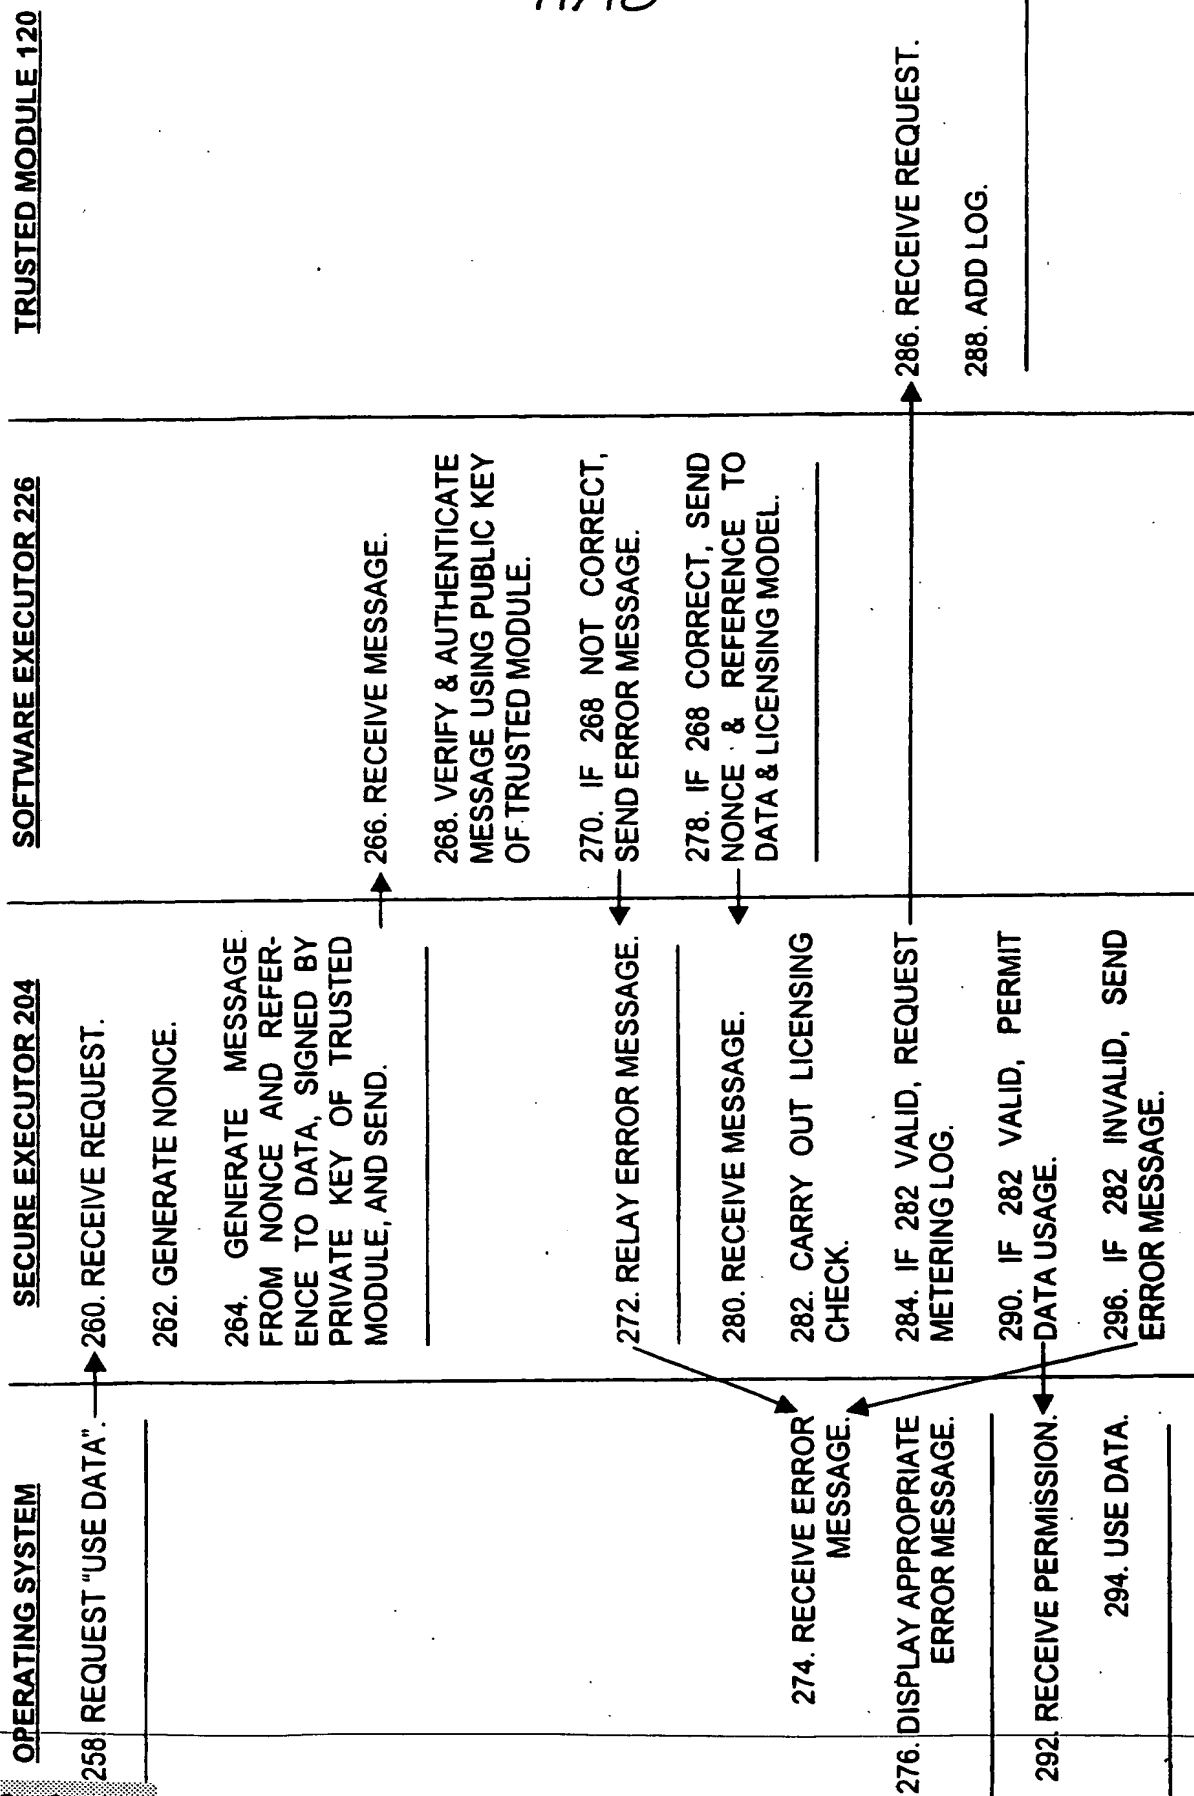 OPERATING SYSTEM
258. REQUEST "USE DATA".
274. RECEIVE ERROR
MESSAGE.
276. DISPLAY APPROPRIATE
ERROR MESSAGE.
292. RECEIVE PERMISSION.
294. USE DATA.
SECURE EXECUTOR 204
260. RECEIVE REQUEST.
262. GENERATE NONCE.
264. GENERATE MESSAGE
FROM NONCE AND REFER-
ENCE TO DATA, SIGNED BY
PRIVATE KEY OF TRUSTED
MODULE, AND SEND.
272. RELAY ERROR MESSAGE.
280. RECEIVE MESSAGE.
282. CARRY OUT LICENSING
CHECK.
284. IF 282 VALID, REQUEST
METERING LOG.
290. IF 282 VALID, PERMIT
DATA USAGE.
296. IF 282 INVALID, SEND
ERROR MESSAGE.
SOFTWARE EXECUTOR 226
266. RECEIVE MESSAGE.
268. VERIFY & AUTHENTICATE
MESSAGE USING PUBLIC KEY
OF TRUSTED MODULE.
270. IF 268 NOT CORRECT,
SEND ERROR MESSAGE.
278. IF 268 CORRECT, SEND
NONCE & REFERENCE TO
DATA & LICENSING MODEL.
TRUSTED MODULE 120
286. RECEIVE REQUEST.
288. ADD LOG.